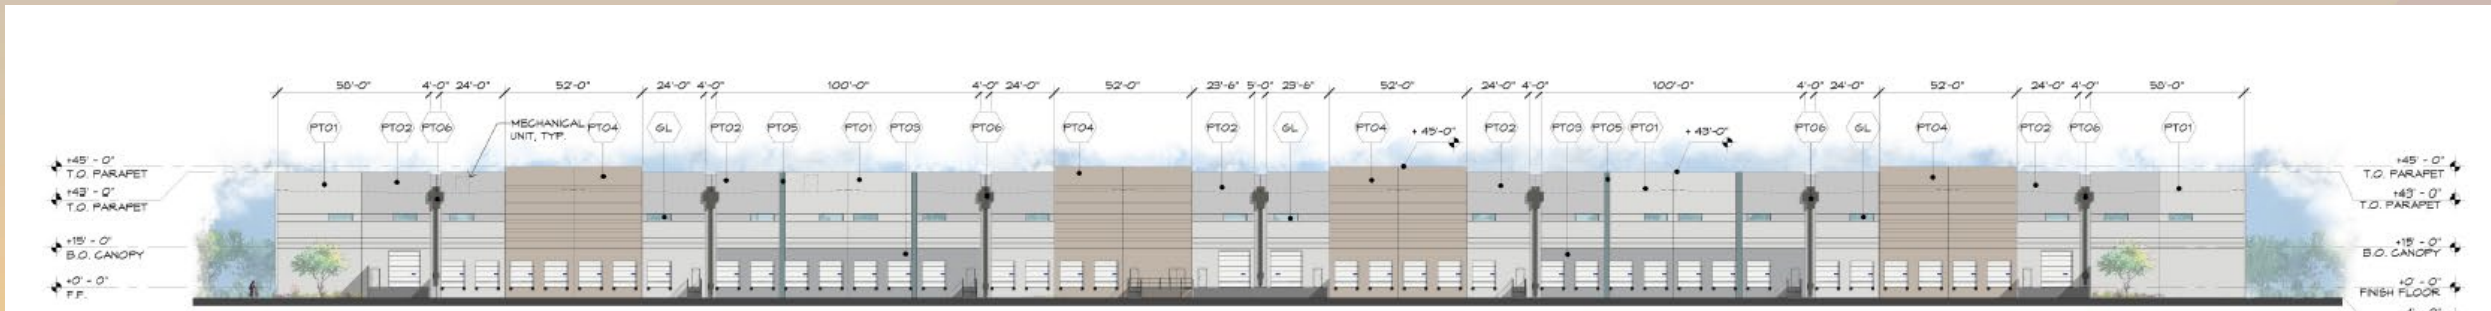 58'-0" 4'-0" 24'-0" 52'-0" 24'-0" 4'-0" 100'-0" 4'-0" 24'-0" 52'-0" 23'-6" 5'-0" 23'-6" 52'-0" 24'-0" 4'-0" 100'-0" 4'-0" 24'-0" 52'-0" 24'-0" 4'-0" 58'-0"
PT01 PT02 PT06 MECHANICAL PT04 GL PT02 PT05 PT01 PT03 PT06 PT04 PT02 GL PT04 + 45'-0" PT02 PT03 PT05 PT01 + 43'-0" PT06 GL PT04 PT02 PT06 PT01
UNIT, TYP.
+45' - 0" +45' - 0"
T.O. PARAPET T.O. PARAPET
+43' - 0" +43' - 0"
T.O. PARAPET T.O. PARAPET
+15' - 0" +15' - 0"
B.O. CANOPY B.O. CANOPY
+0' - 0" +0' - 0"
F.F. FINISH FLOOR